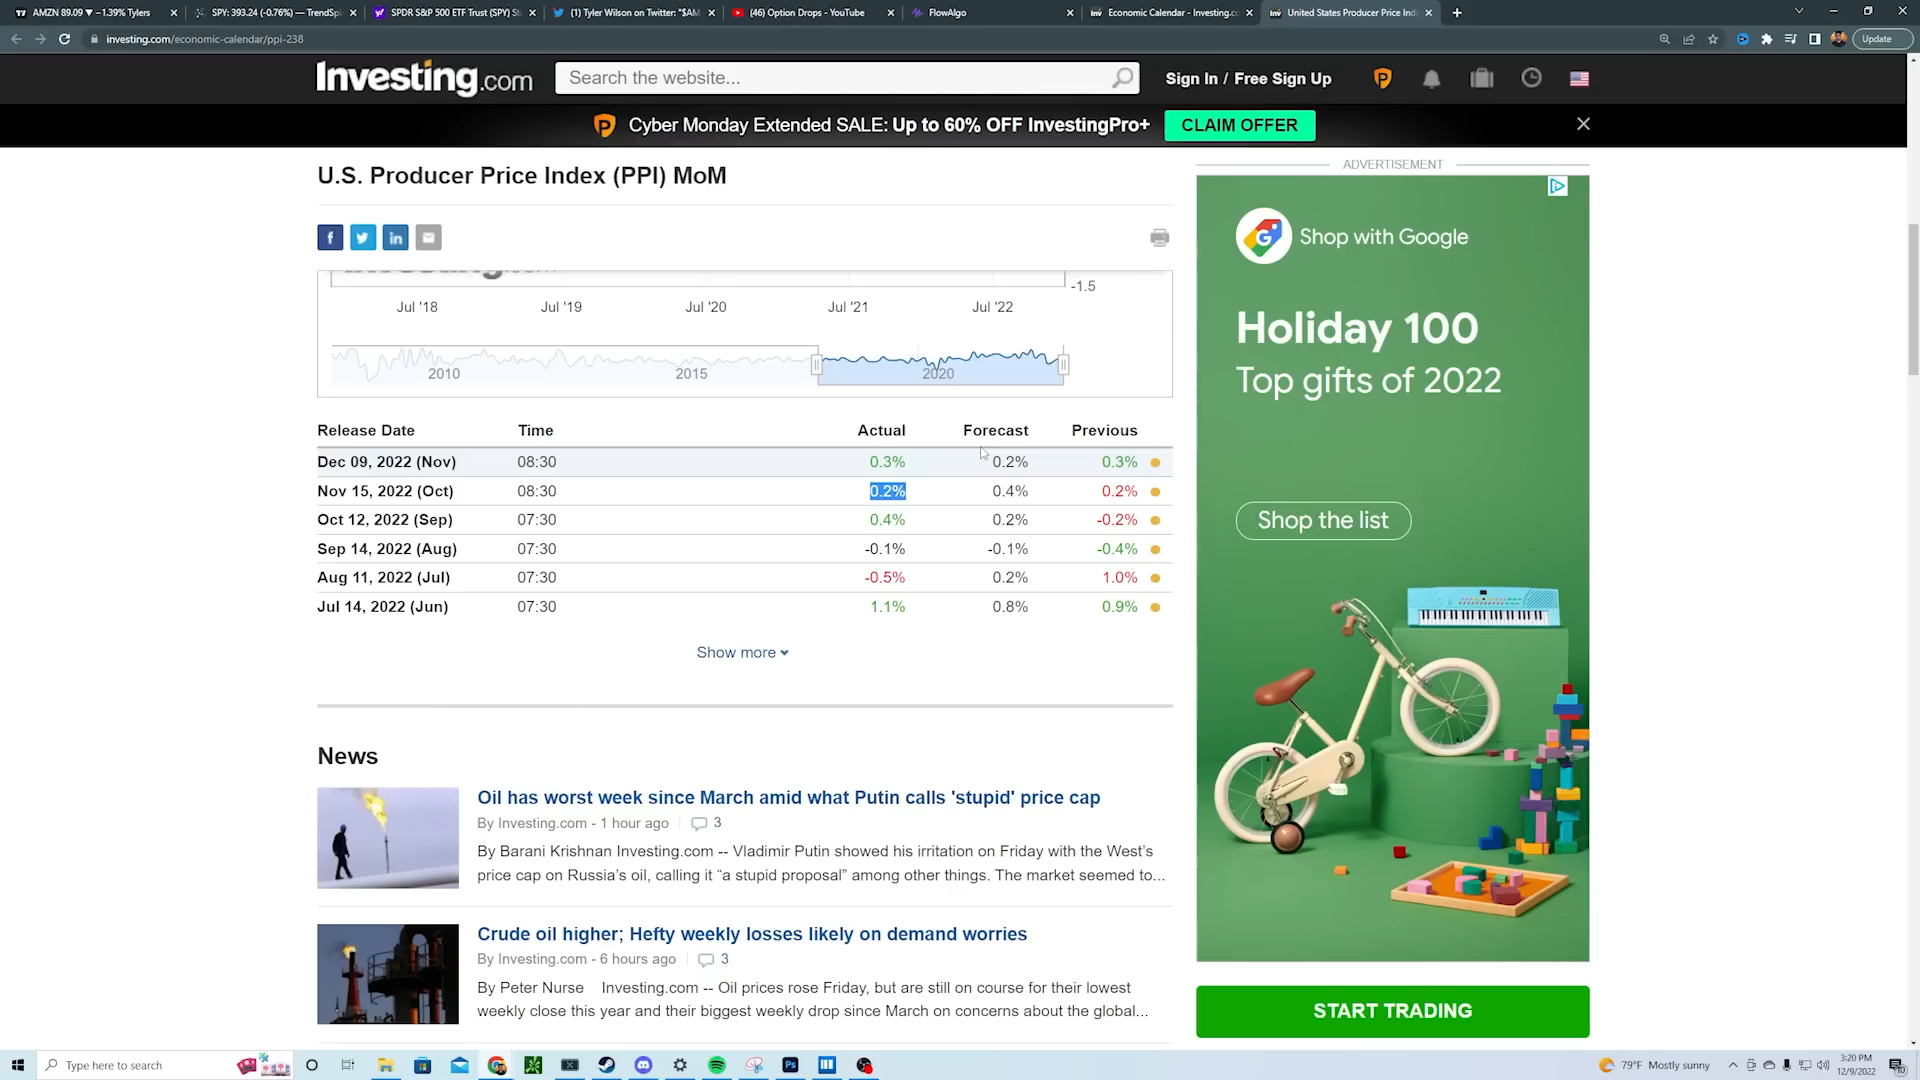 AMZN 89.09 ▼ −1.39% Tylers
SPY: 393.24 (-0.76%) — TrendSpi
SPDR S&P 500 ETF Trust (SPY) St
(1) Tyler Wilson on Twitter: "$AM
(46) Option Drops - YouTube
FlowAlgo
Economic Calendar - Investing.c
United States Producer Price Ind
investing.com/economic-calendar/ppi-238
Update
Investing.com
Search the website...
Sign In / Free Sign Up
Cyber Monday Extended SALE: Up to 60% OFF InvestingPro+
CLAIM OFFER
U.S. Producer Price Index (PPI) MoM
ADVERTISEMENT
-1.5
Jul '18 Jul '19 Jul '20 Jul '21 Jul '22
2010 2015 2020
Release Date Time Actual Forecast Previous
Dec 09, 2022 (Nov) 08:30 0.3% 0.2% 0.3%
Nov 15, 2022 (Oct) 08:30 0.2% 0.4% 0.2%
Oct 12, 2022 (Sep) 07:30 0.4% 0.2% -0.2%
Sep 14, 2022 (Aug) 07:30 -0.1% -0.1% -0.4%
Aug 11, 2022 (Jul) 07:30 -0.5% 0.2% 1.0%
Jul 14, 2022 (Jun) 07:30 1.1% 0.8% 0.9%
Show more
News
Oil has worst week since March amid what Putin calls 'stupid' price cap
By Investing.com - 1 hour ago 3
By Barani Krishnan Investing.com -- Vladimir Putin showed his irritation on Friday with the West's
price cap on Russia's oil, calling it “a stupid proposal” among other things. The market seemed to...
Crude oil higher; Hefty weekly losses likely on demand worries
By Investing.com - 6 hours ago 3
By Peter Nurse Investing.com -- Oil prices rose Friday, but are still on course for their lowest
weekly close this year and their biggest weekly drop since March on concerns about the global...
Shop with Google
Holiday 100
Top gifts of 2022
Shop the list
START TRADING
Type here to search
79°F Mostly sunny
3:20 PM
12/9/2022